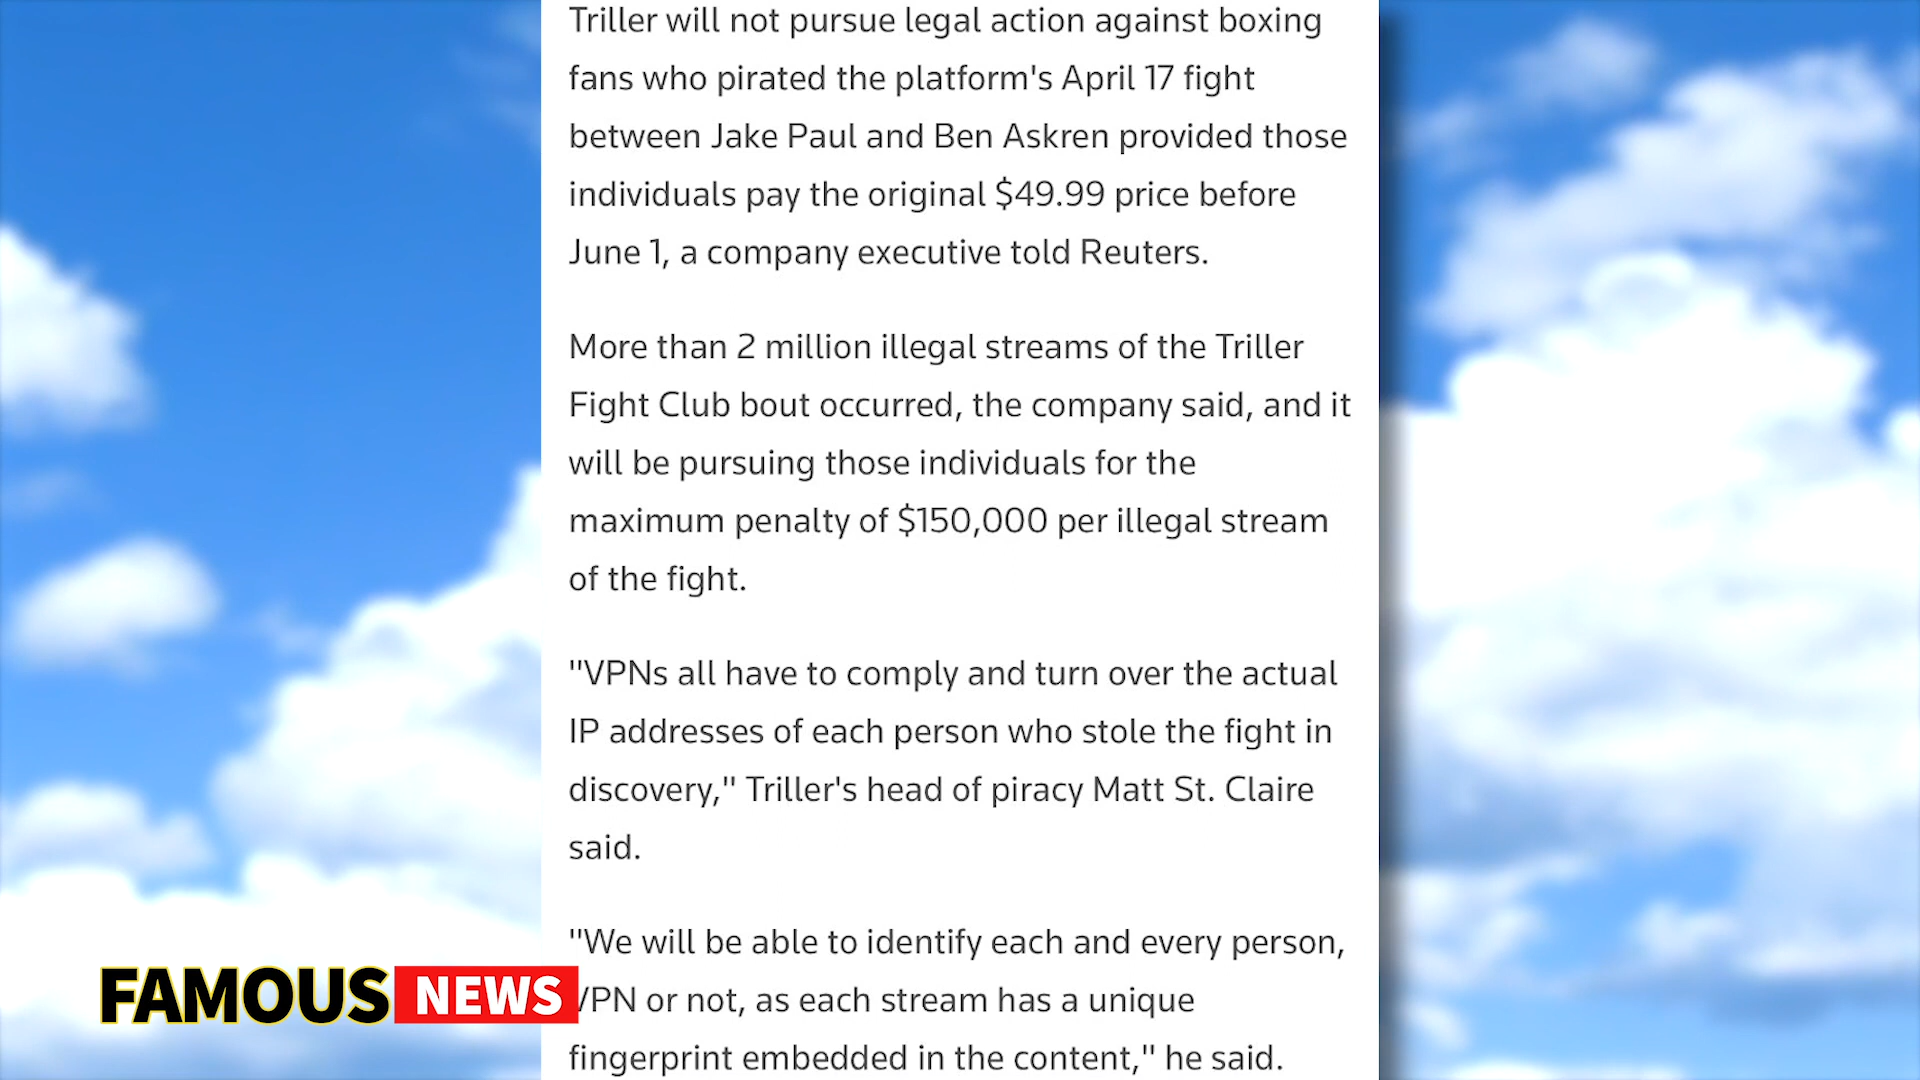 Triller will not pursue legal action against boxing
fans who pirated the platform's April 17 fight
between Jake Paul and Ben Askren provided those
individuals pay the original $49.99 price before
June 1, a company executive told Reuters.
More than 2 million illegal streams of the Triller
Fight Club bout occurred, the company said, and it
will be pursuing those individuals for the
maximum penalty of $150,000 per illegal stream
of the fight.
"VPNs all have to comply and turn over the actual
IP addresses of each person who stole the fight in
discovery," Triller's head of piracy Matt St. Claire
said.
"We will be able to identify each and every person,
VPN or not, as each stream has a unique
fingerprint embedded in the content," he said.
FAMOUS NEWS